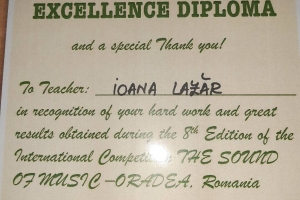 EXCELLENCE DIPLOMA
and a special Thank you!
To Teacher: IOANA LAZĂR
in recognition of your hard work and great
results obtained during the 8th Edition of the
International Competition THE SOUND
OF MUSIC – ORADEA, Romania